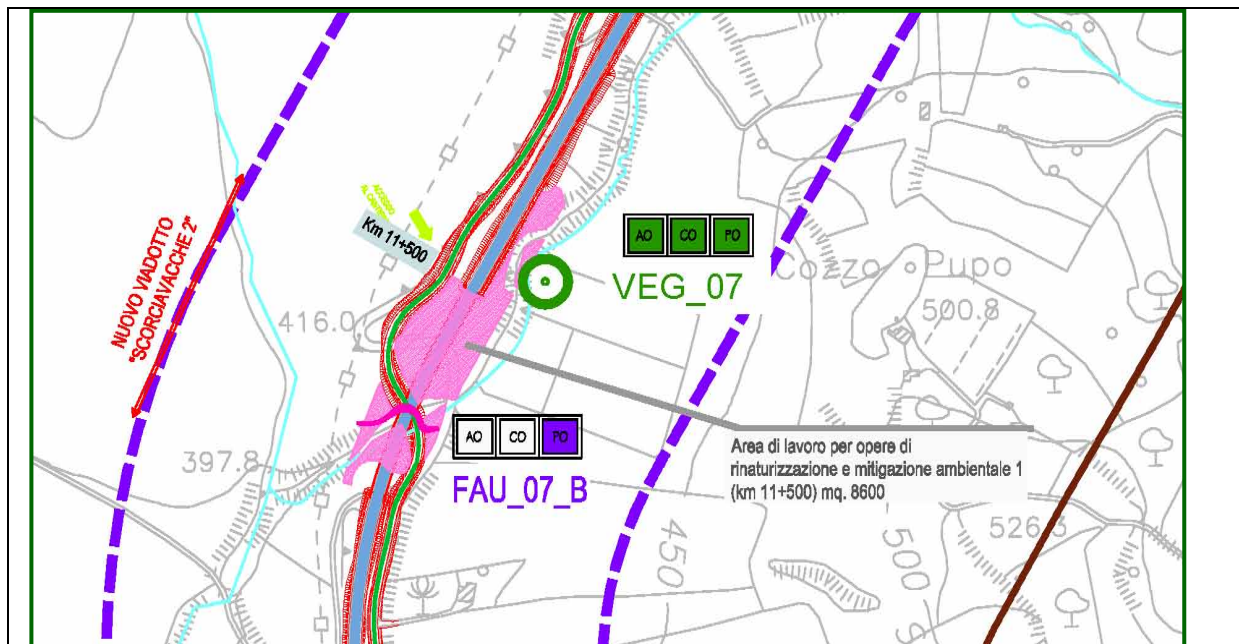 NUOVO VIADOTTO
"SCORCIAVACCHE 2"
Km 11+500
416.0
AO CO PO
VEG_07
Cozzo Pupo
500.8
397.8
AO CO PO
FAU_07_B
Area di lavoro per opere di
rinaturizzazione e mitigazione ambientale 1
(km 11+500) mq. 8600
526.3
450
500